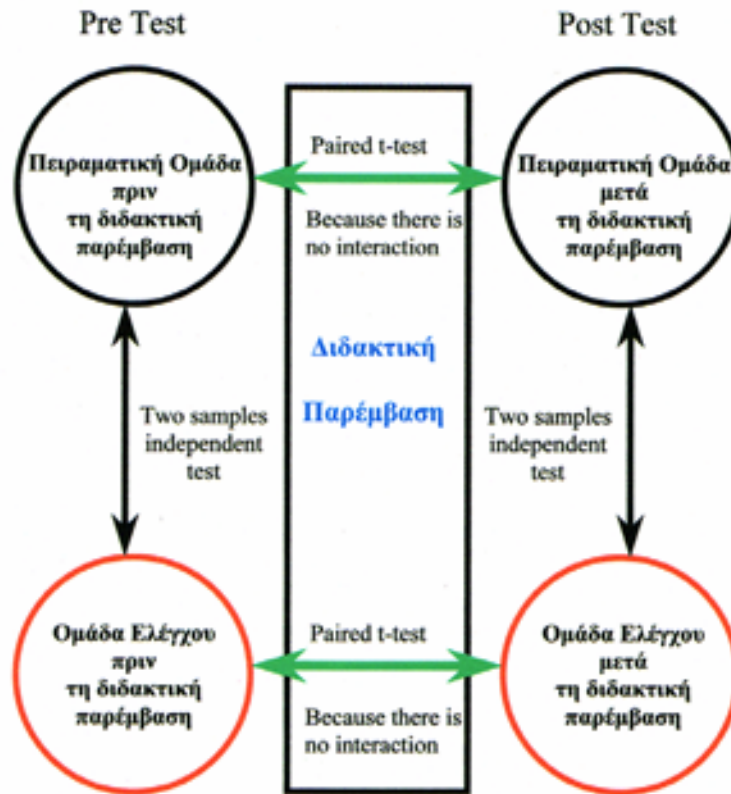 Pre Test
Post Test
Πειραματική Ομάδα
πριν
τη διδακτική
παρέμβαση
Paired t-test
Because there is
no interaction
Πειραματική Ομάδα
μετά
τη διδακτική
παρέμβαση
Διδακτική
Παρέμβαση
Two samples
independent
test
Two samples
independent
test
Ομάδα Ελέγχου
πριν
τη διδακτική
παρέμβαση
Paired t-test
Because there is
no interaction
Ομάδα Ελέγχου
μετά
τη διδακτική
παρέμβαση